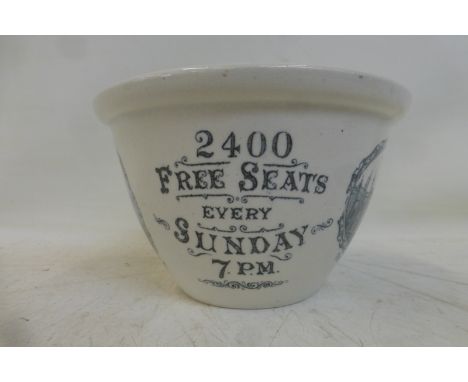 2400
FREE SEATS
EVERY
SUNDAY
7. P.M.